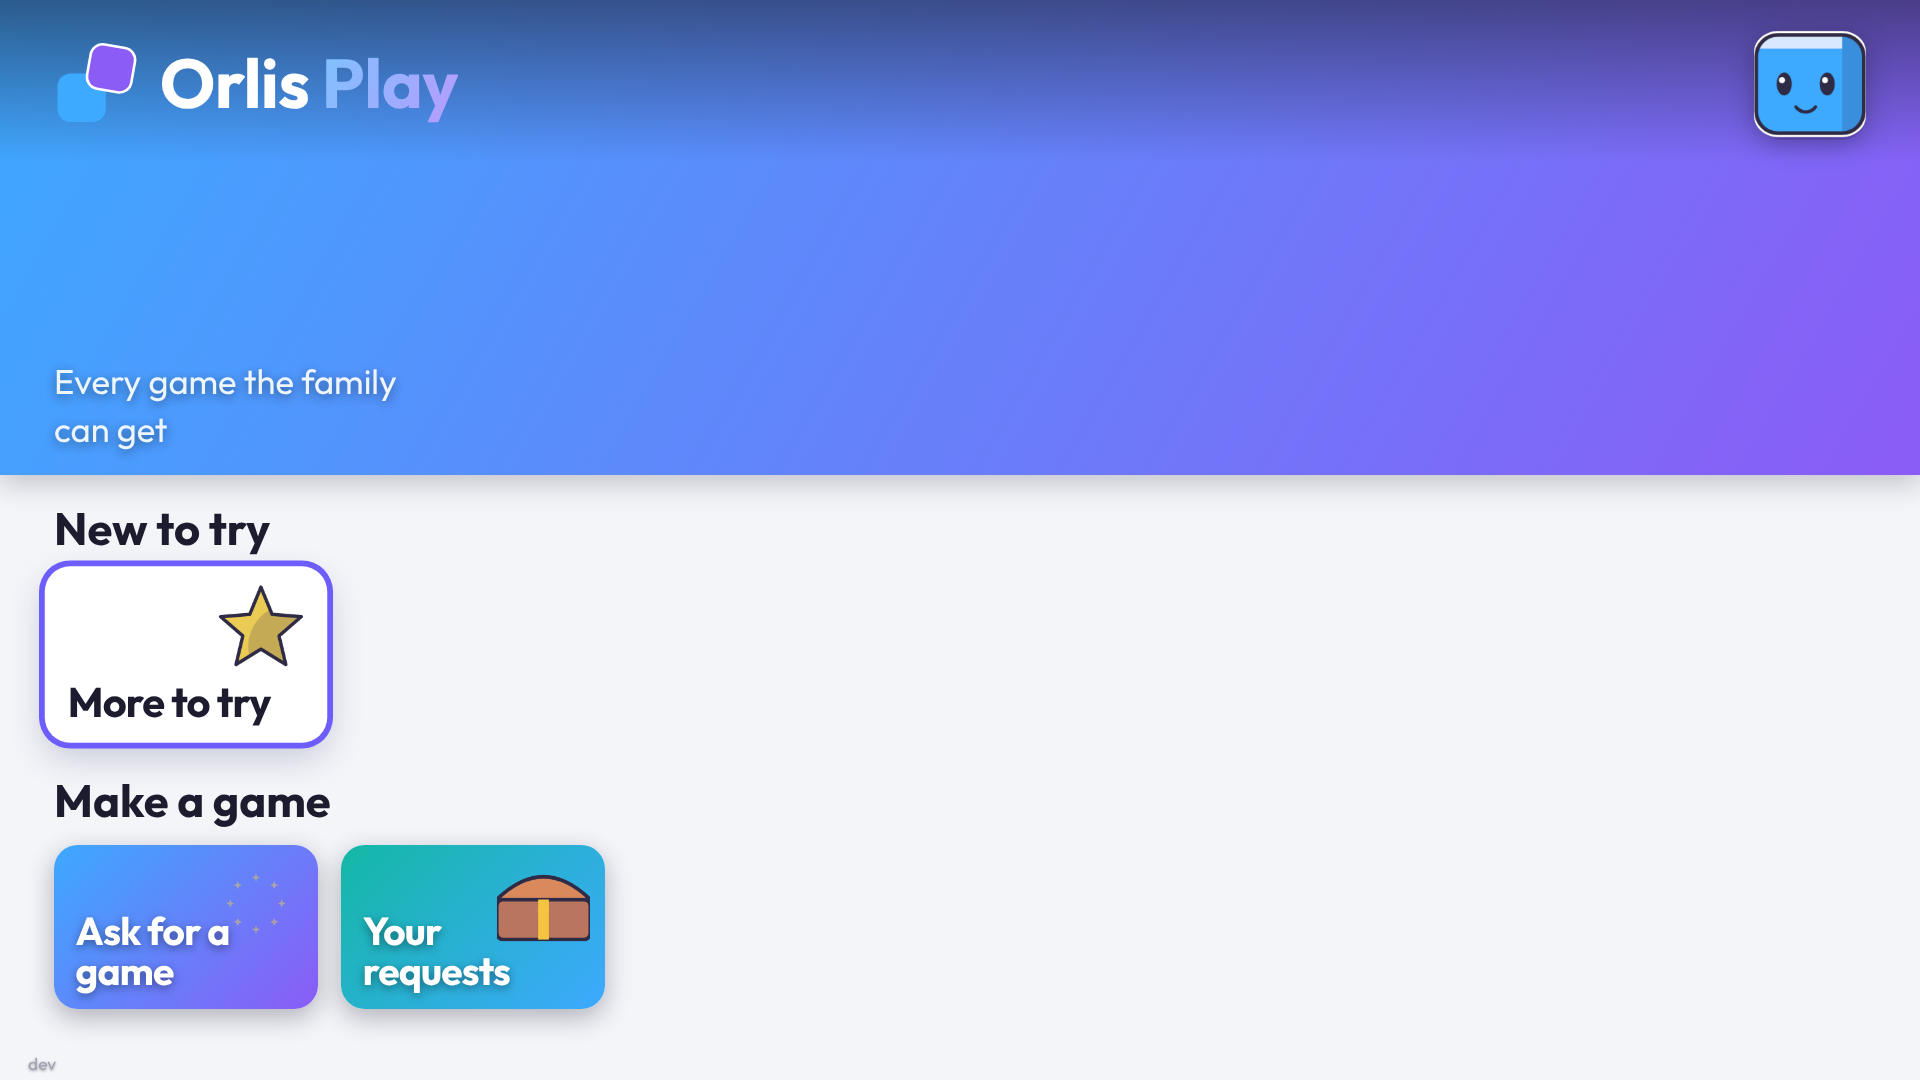 Orlis Play
Every game the family
can get
New to try
More to try
Make a game
Ask for a
game
Your
requests
dev